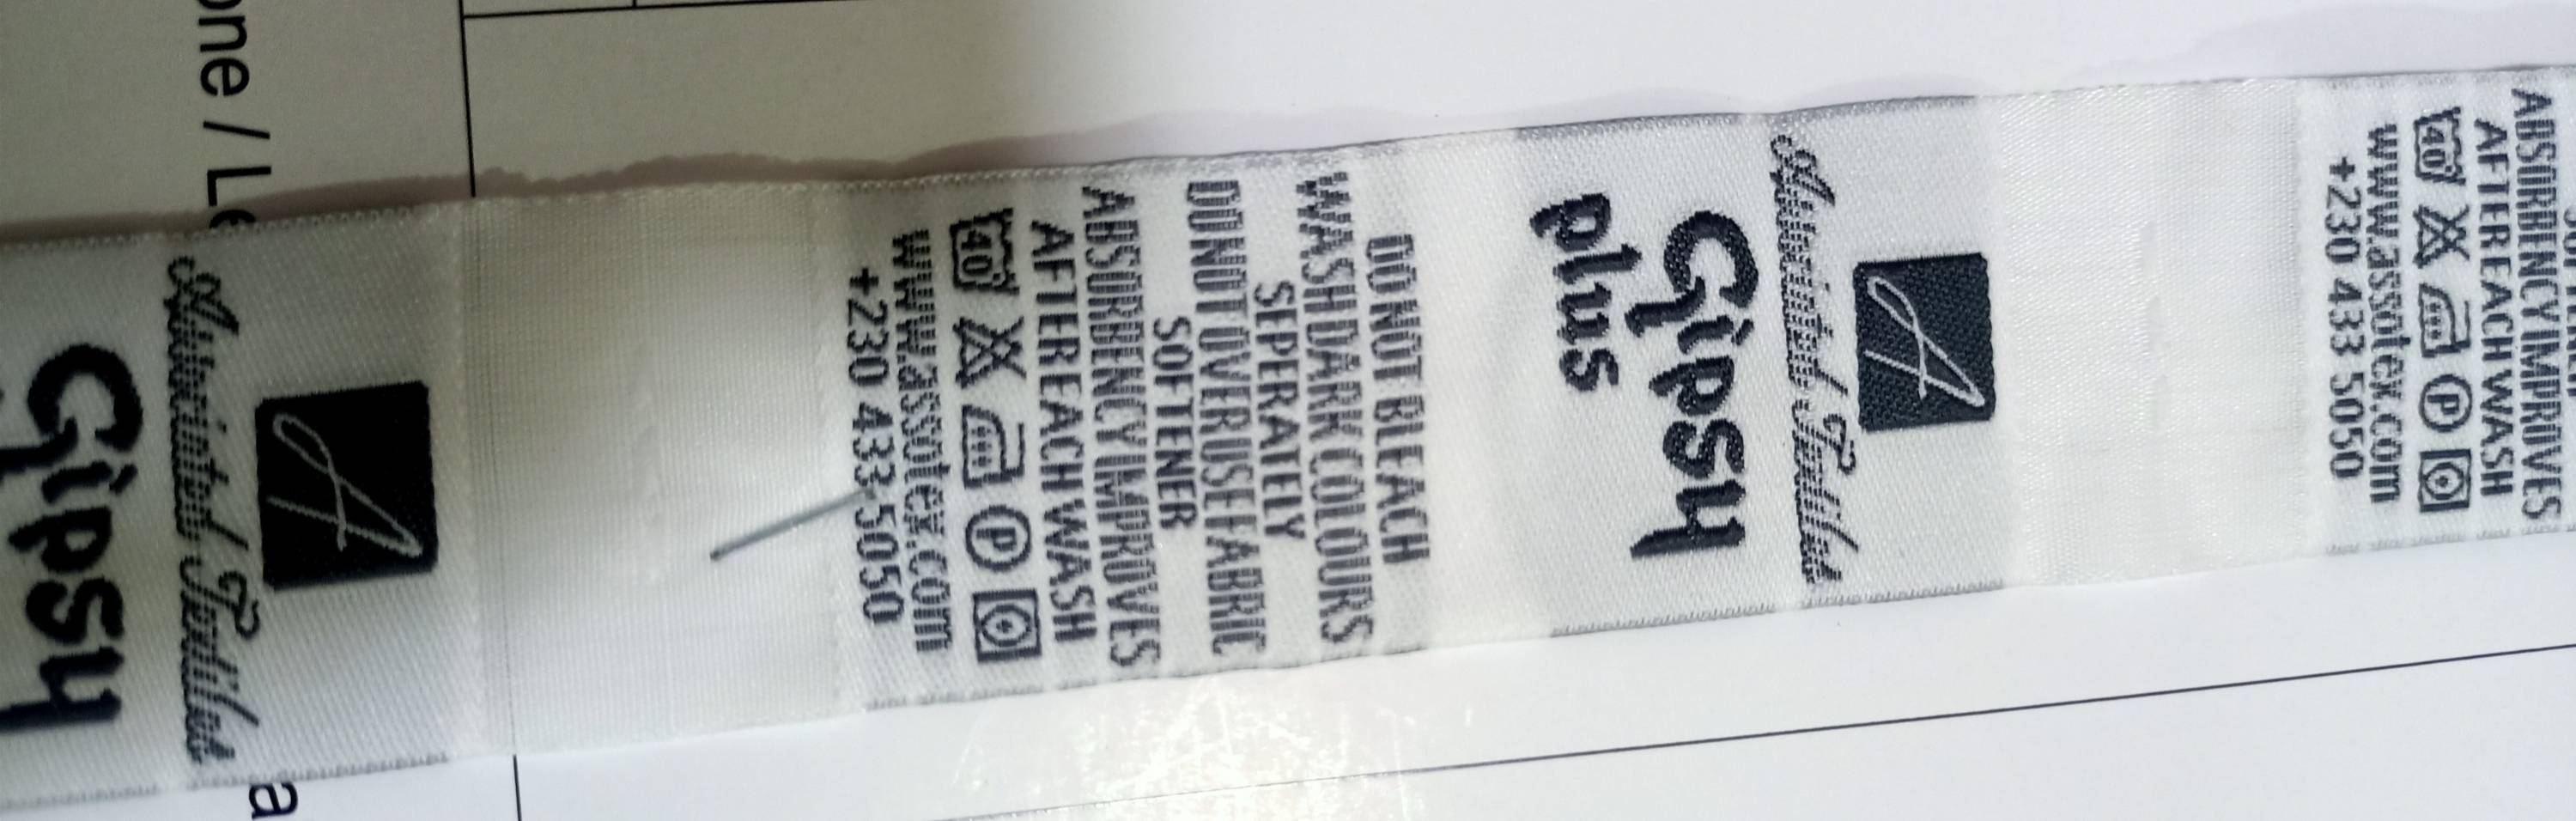 ABSORBENCY IMPROVES
AFTER EACH WASH
40 P
www.assotex.com
+230 433 5050
A
Associated Textiles
Gipsy
plus
DO NOT BLEACH
WASH DARK COLOURS
SEPERATELY
DO NOT OVERUSE FABRIC
SOFTENER
ABSORBENCY IMPROVES
AFTER EACH WASH
40 P
www.assotex.com
+230 433 5050
A
Associated Textiles
Gipsy
one / Le